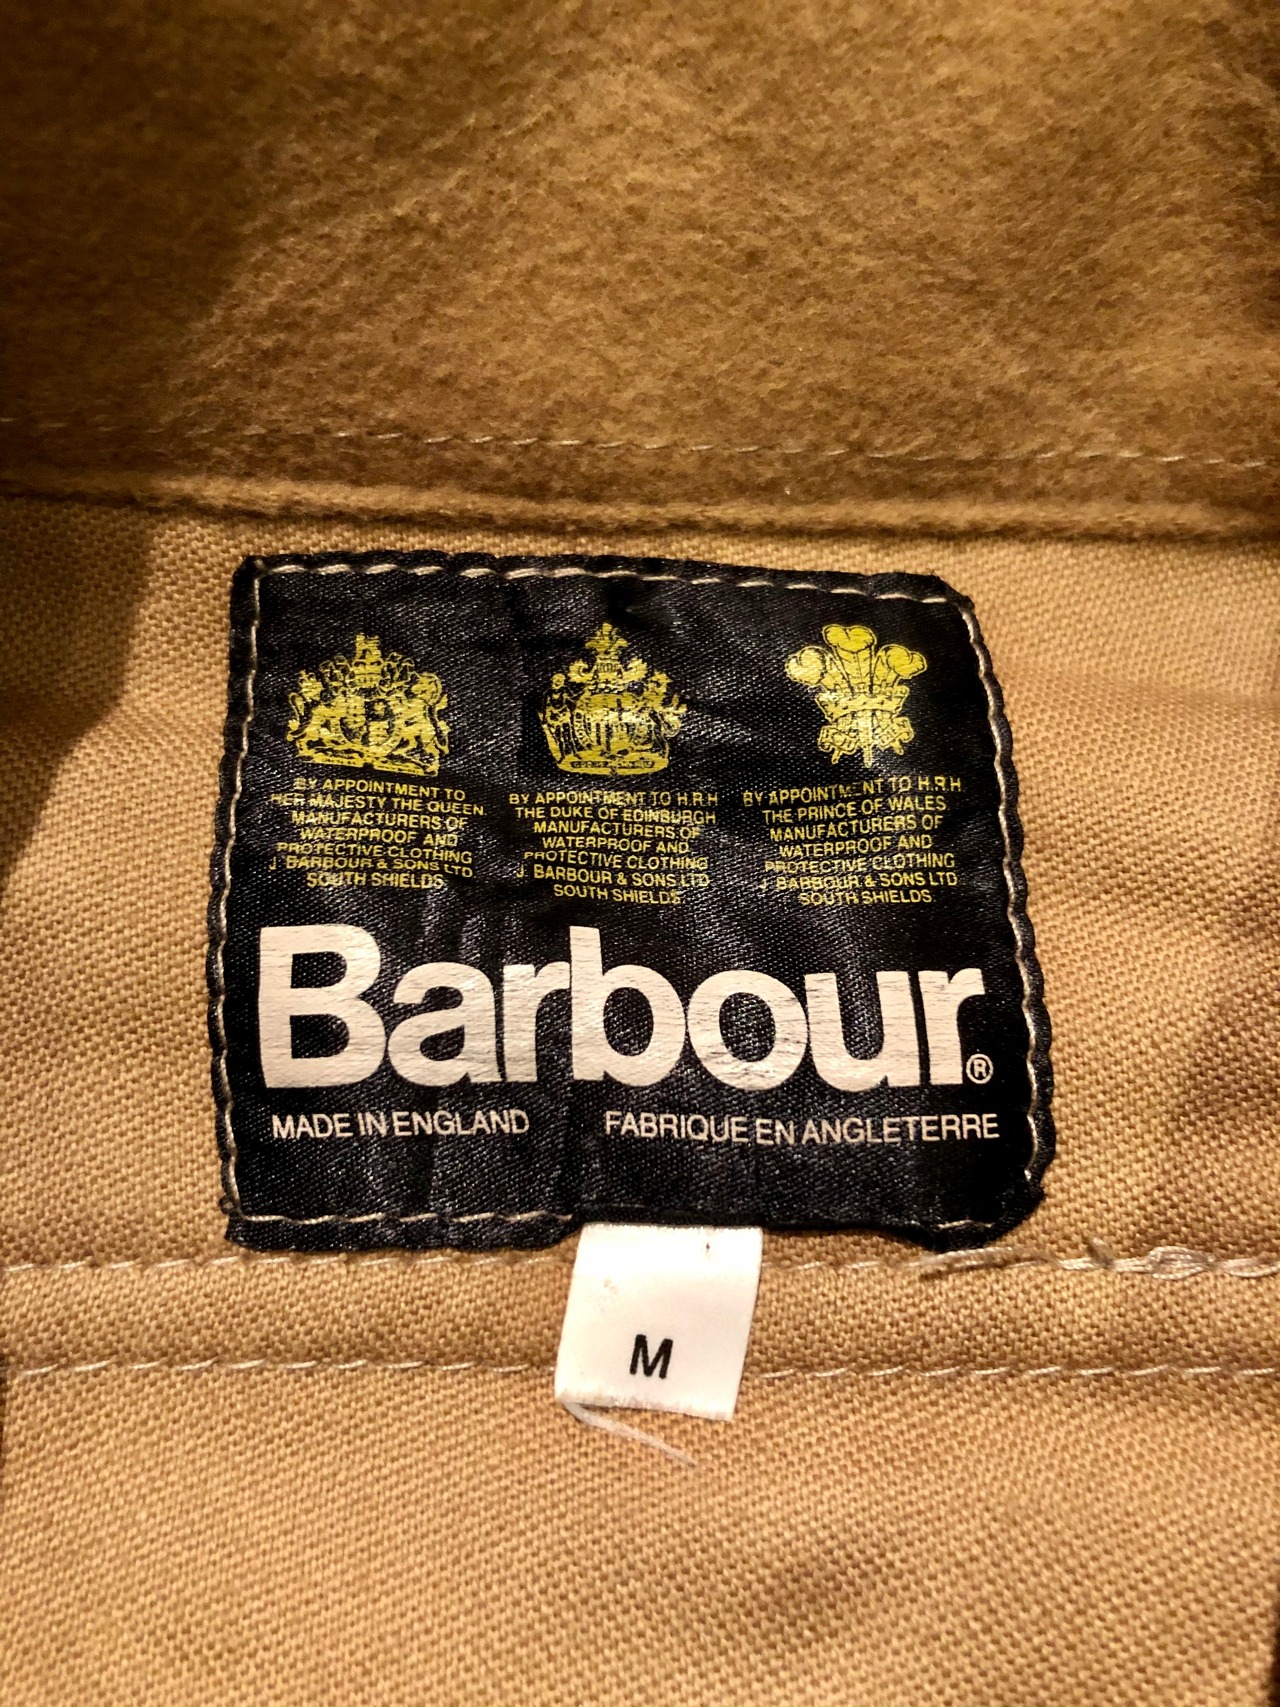 BY APPOINTMENT TO
HER MAJESTY THE QUEEN
MANUFACTURERS OF
WATERPROOF AND
PROTECTIVE CLOTHING
J. BARBOUR & SONS LTD
SOUTH SHIELDS
BY APPOINTMENT TO H.R.H
THE DUKE OF EDINBURGH
MANUFACTURERS OF
WATERPROOF AND
PROTECTIVE CLOTHING
J. BARBOUR & SONS LTD
SOUTH SHIELDS
BY APPOINTMENT TO H.R.H
THE PRINCE OF WALES
MANUFACTURERS OF
WATERPROOF AND
PROTECTIVE CLOTHING
J. BARBOUR & SONS LTD
SOUTH SHIELDS
Barbour®
MADE IN ENGLAND FABRIQUE EN ANGLETERRE
M